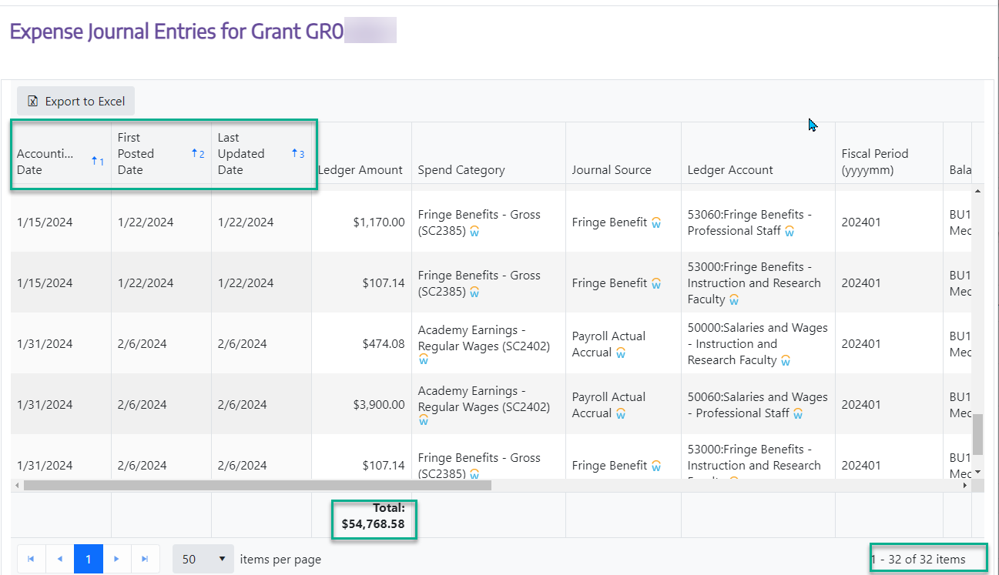 Expense Journal Entries for Grant GR0
Export to Excel
Accounti...
Date
1
First
Posted
Date
2
Last
Updated
Date
3
Ledger Amount
Spend Category
Journal Source
Ledger Account
Fiscal Period
(yyyymm)
Bala
1/15/2024
1/22/2024
1/22/2024
$1,170.00
Fringe Benefits - Gross
(SC2385)
Fringe Benefit
53060:Fringe Benefits -
Professional Staff
202401
BU1
Mec
1/15/2024
1/22/2024
1/22/2024
$107.14
Fringe Benefits - Gross
(SC2385)
Fringe Benefit
53000:Fringe Benefits -
Instruction and Research
Faculty
202401
BU1
Mec
1/31/2024
2/6/2024
2/6/2024
$474.08
Academy Earnings -
Regular Wages (SC2402)
Payroll Actual
Accrual
50000:Salaries and Wages
- Instruction and
Research Faculty
202401
BU1
Mec
1/31/2024
2/6/2024
2/6/2024
$3,900.00
Academy Earnings -
Regular Wages (SC2402)
Payroll Actual
Accrual
50060:Salaries and Wages
- Professional Staff
202401
BU1
Mec
1/31/2024
2/6/2024
2/6/2024
$107.14
Fringe Benefits - Gross
(SC2385)
Fringe Benefit
53000:Fringe Benefits -
Instruction and Research
202401
BU1
Mec
Total:
$54,768.58
1
50
items per page
1 - 32 of 32 items